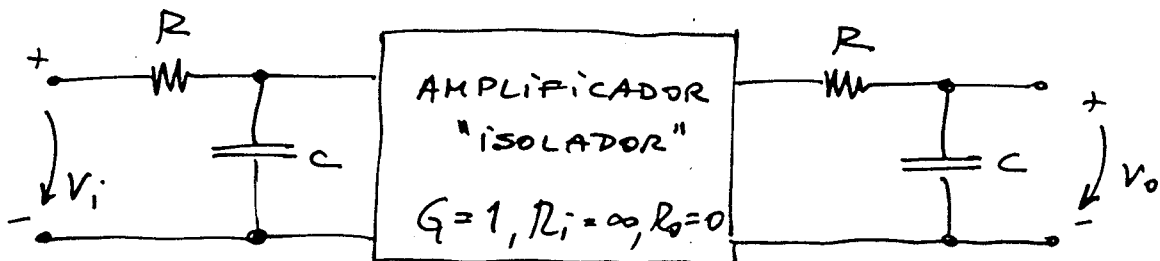 R
+
C
Vi
-
AMPLIFICADOR
"ISOLADOR"
G=1, Ri=∞, Ro=0
R
+
C
Vo
-